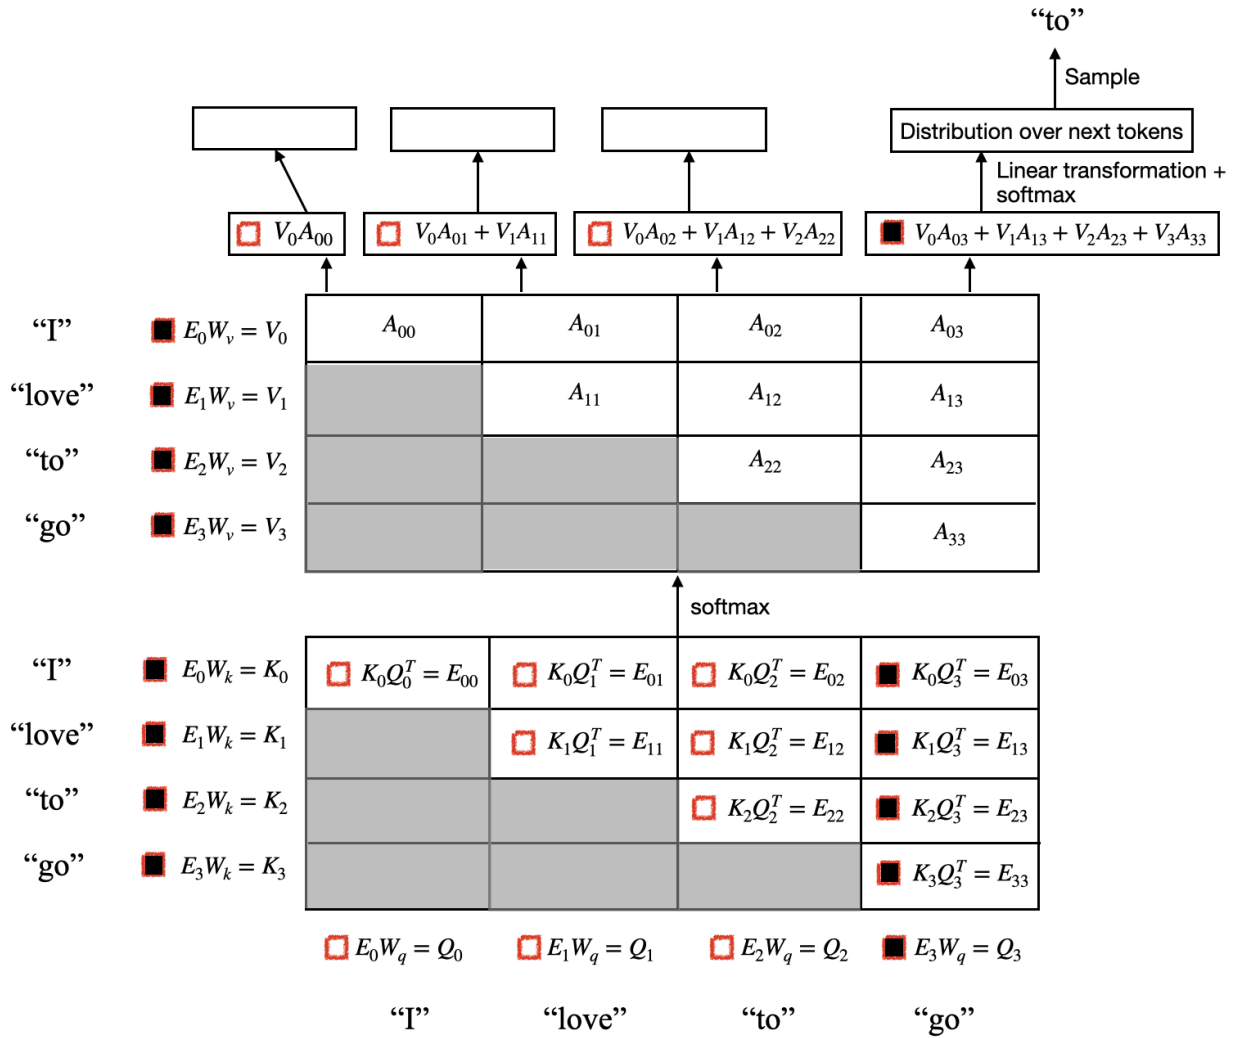 “to”
Sample
Distribution over next tokens
Linear transformation +
softmax
V₀A₀₀
V₀A₀₁ + V₁A₁₁
V₀A₀₂ + V₁A₁₂ + V₂A₂₂
V₀A₀₃ + V₁A₁₃ + V₂A₂₃ + V₃A₃₃
“I” E₀Wᵥ = V₀ A₀₀ A₀₁ A₀₂ A₀₃
“love” E₁Wᵥ = V₁ A₁₁ A₁₂ A₁₃
“to” E₂Wᵥ = V₂ A₂₂ A₂₃
“go” E₃Wᵥ = V₃ A₃₃
softmax
“I” E₀Wₖ = K₀ K₀Q₀ᵀ = E₀₀ K₀Q₁ᵀ = E₀₁ K₀Q₂ᵀ = E₀₂ K₀Q₃ᵀ = E₀₃
“love” E₁Wₖ = K₁ K₁Q₁ᵀ = E₁₁ K₁Q₂ᵀ = E₁₂ K₁Q₃ᵀ = E₁₃
“to” E₂Wₖ = K₂ K₂Q₂ᵀ = E₂₂ K₂Q₃ᵀ = E₂₃
“go” E₃Wₖ = K₃ K₃Q₃ᵀ = E₃₃
E₀W_q = Q₀ E₁W_q = Q₁ E₂W_q = Q₂ E₃W_q = Q₃
“I” “love” “to” “go”